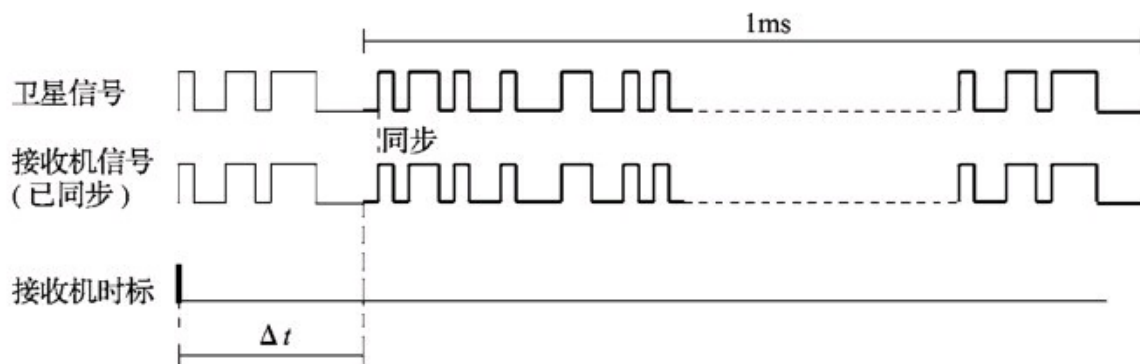 1ms
卫星信号
同步
接收机信号
(已同步)
接收机时标
Δt